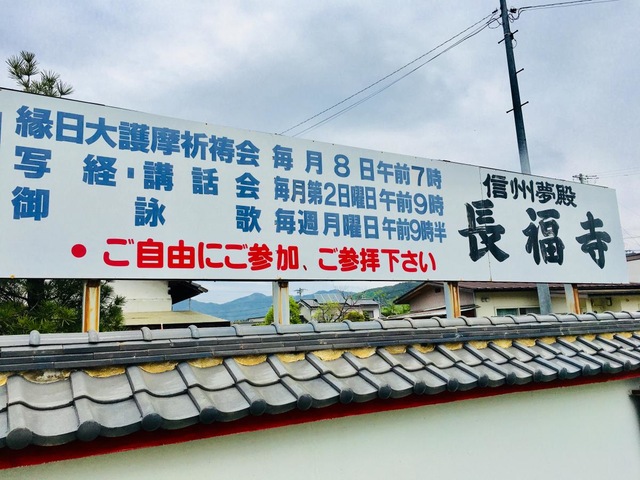 縁日大護摩祈祷会 毎月8日午前7時
写経・講話会 毎月第2日曜日午前9時
御詠歌 毎週月曜日午前9時半
・ご自由にご参加、ご参拝下さい
信州夢殿
長福寺